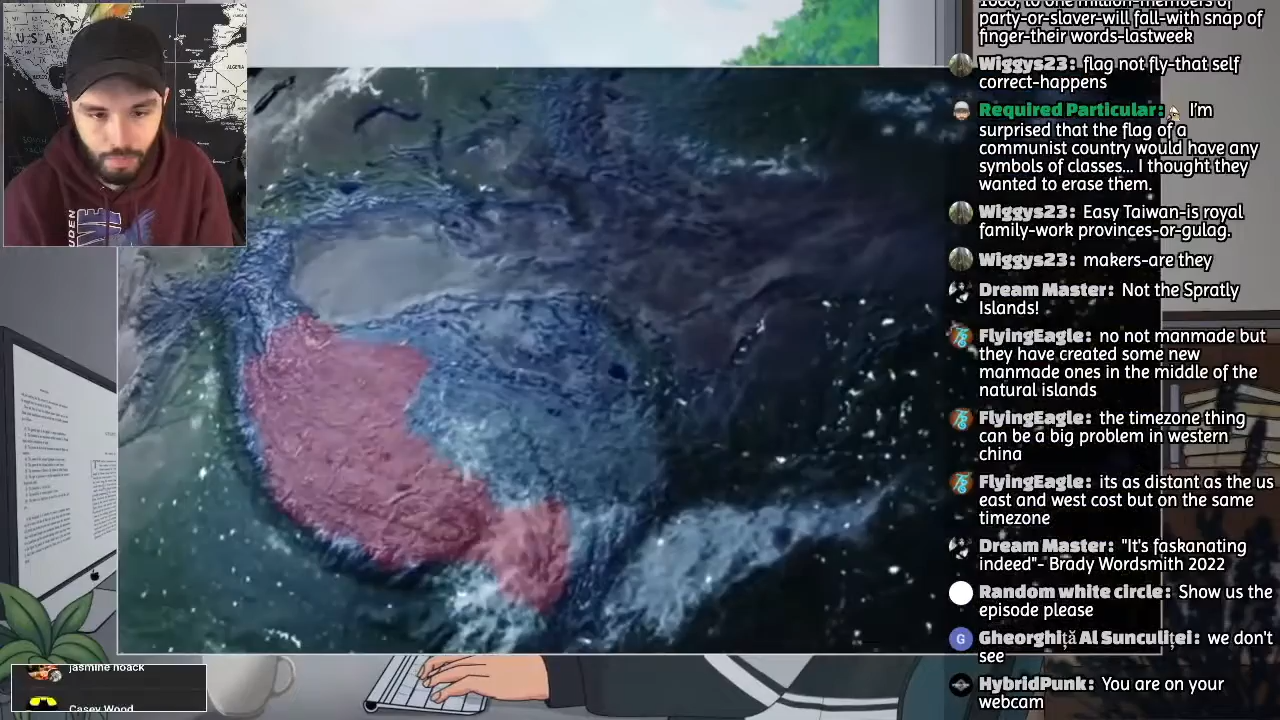 USA
ALGERIA
UDEN
jasmine noack
Casey Wood
party-or-slaver-will fall-with snap of
finger-their words-lastweek
Wiggys23: flag not fly-that self
correct-happens
Required Particular: I'm
surprised that the flag of a
communist country would have any
symbols of classes... I thought they
wanted to erase them.
Wiggys23: Easy Taiwan-is royal
family-work provinces-or-gulag.
Wiggys23: makers-are they
Dream Master: Not the Spratly
Islands!
FlyingEagle: no not manmade but
they have created some new
manmade ones in the middle of the
natural islands
FlyingEagle: the timezone thing
can be a big problem in western
china
FlyingEagle: its as distant as the us
east and west cost but on the same
timezone
Dream Master: "It's faskanating
indeed"- Brady Wordsmith 2022
Random white circle: Show us the
episode please
G
Gheorghiță Al Sunculiței: we don't
see
HybridPunk: You are on your
webcam